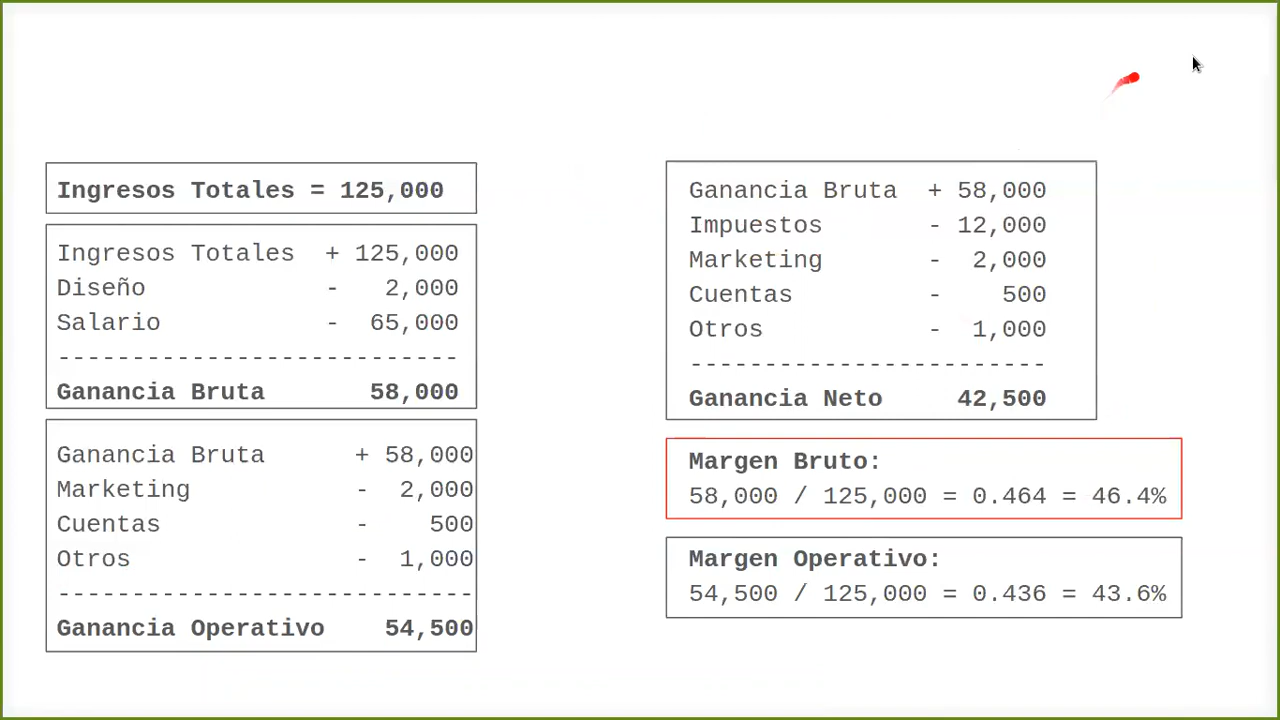 Ingresos Totales = 125,000
Ingresos Totales + 125,000
Diseño - 2,000
Salario - 65,000
---------------------------
Ganancia Bruta 58,000
Ganancia Bruta + 58,000
Marketing - 2,000
Cuentas - 500
Otros - 1,000
----------------------------
Ganancia Operativo 54,500
Ganancia Bruta + 58,000
Impuestos - 12,000
Marketing - 2,000
Cuentas - 500
Otros - 1,000
------------------------
Ganancia Neto 42,500
Margen Bruto:
58,000 / 125,000 = 0.464 = 46.4%
Margen Operativo:
54,500 / 125,000 = 0.436 = 43.6%